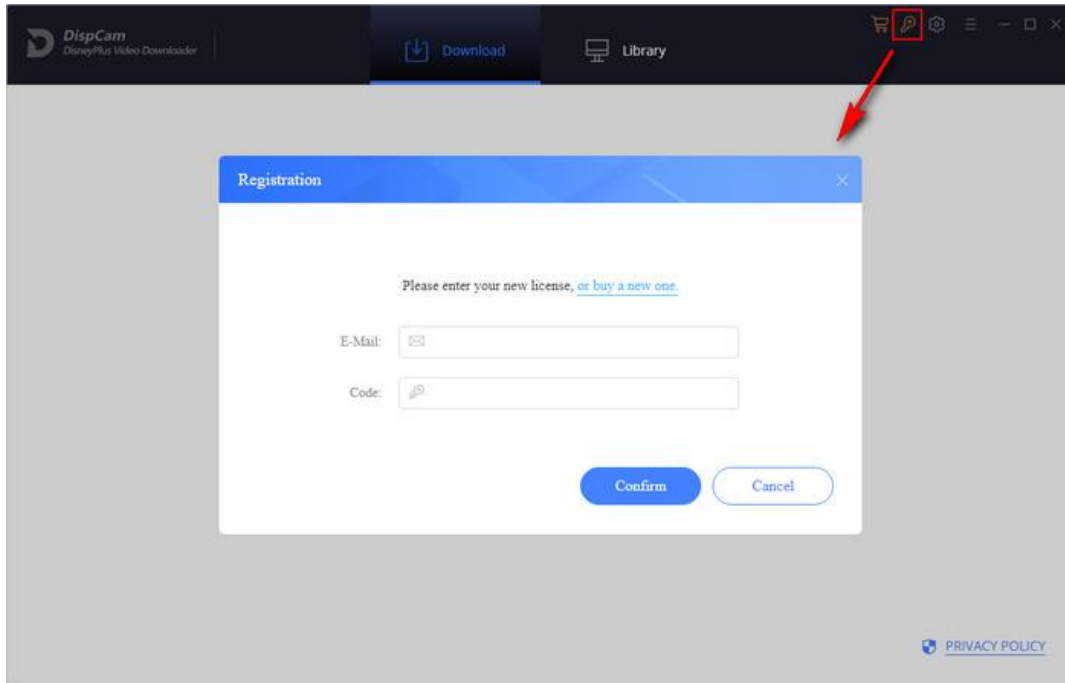 DispCam
DisneyPlus Video Downloader
Download
Library
Registration
Please enter your new license, or buy a new one.
E-Mail:
Code:
Confirm
Cancel
PRIVACY POLICY